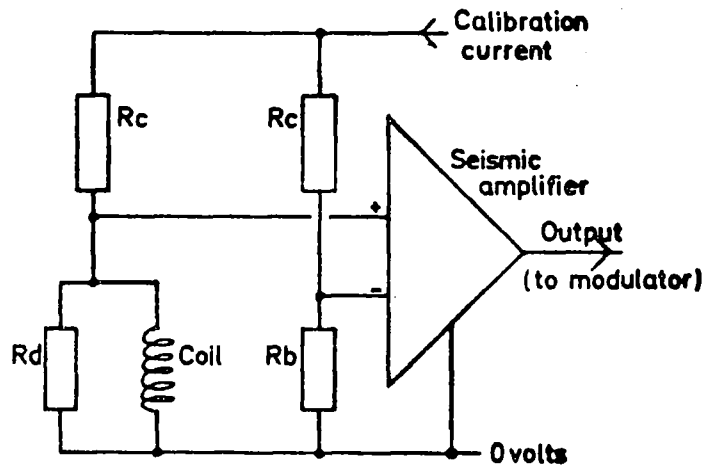 Calibration
current
Rc
Rc
Seismic
amplifier
+
Output
(to modulator)
-
Rd
Coil
Rb
0 volts